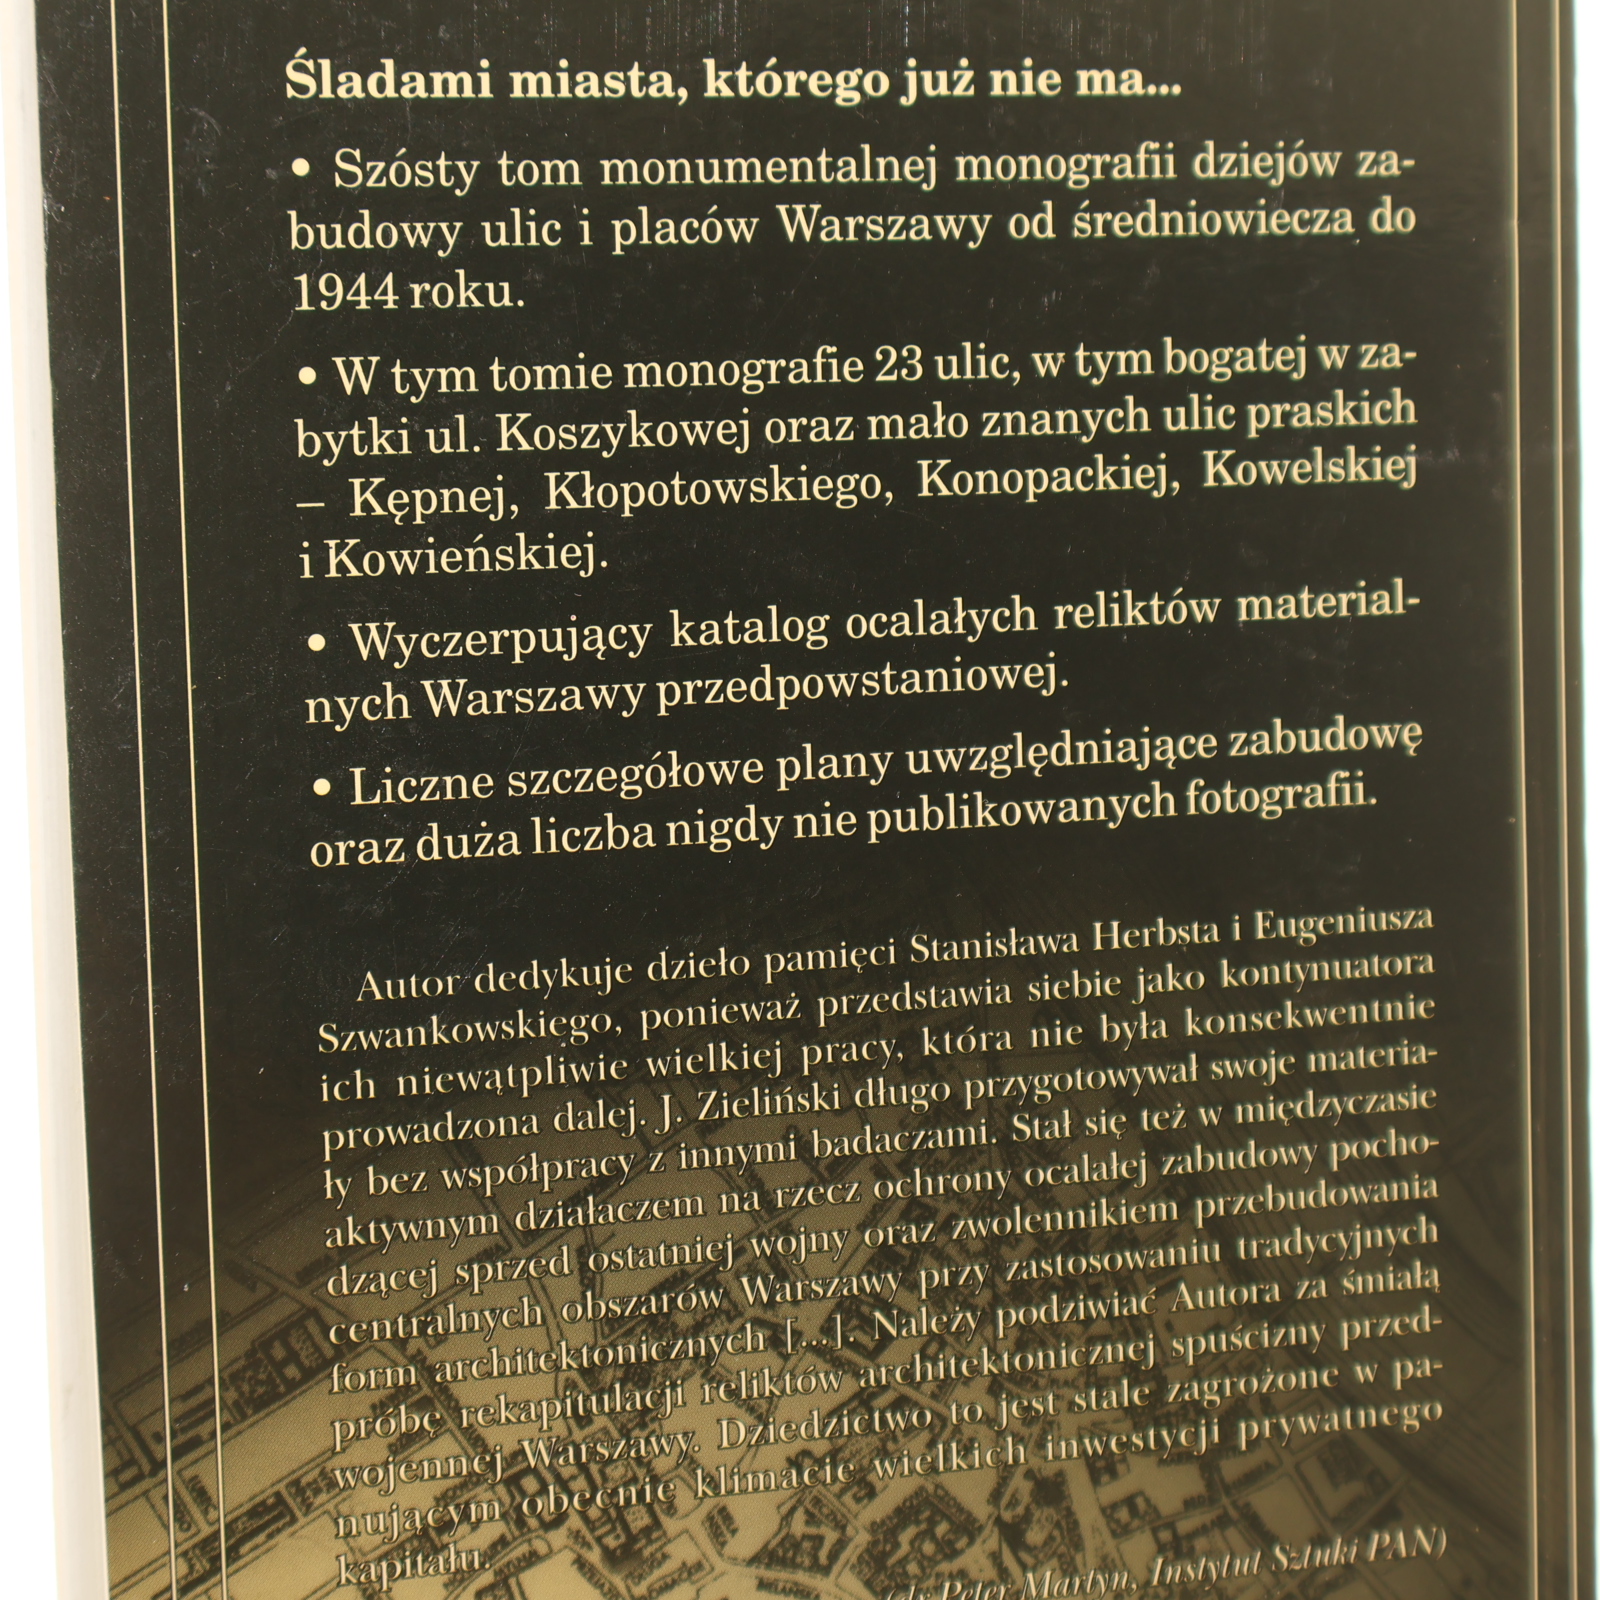 Śladami miasta, którego już nie ma...
• Szósty tom monumentalnej monografii dziejów za-
budowy ulic i placów Warszawy od średniowiecza do
1944 roku.
• W tym tomie monografie 23 ulic, w tym bogatej w za-
bytki ul. Koszykowej oraz mało znanych ulic praskich
– Kępnej, Kłopotowskiego, Konopackiej, Kowelskiej
i Kowieńskiej.
• Wyczerpujący katalog ocalałych reliktów material-
nych Warszawy przedpowstaniowej.
• Liczne szczegółowe plany uwzględniające zabudowę
oraz duża liczba nigdy nie publikowanych fotografii.
Autor dedykuje dzieło pamięci Stanisława Herbsta i Eugeniusza
Szwankowskiego, ponieważ przedstawia siebie jako kontynuatora
ich niewątpliwie wielkiej pracy, która nie była konsekwentnie
prowadzona dalej. J. Zieliński długo przygotowywał swoje materia-
ły bez współpracy z innymi badaczami. Stał się też w międzyczasie
aktywnym działaczem na rzecz ochrony ocalałej zabudowy pocho-
dzącej sprzed ostatniej wojny oraz zwolennikiem przebudowania
centralnych obszarów Warszawy przy zastosowaniu tradycyjnych
form architektonicznych [...]. Należy podziwiać Autora za śmiałą
próbę rekapitulacji reliktów architektonicznej spuścizny przed-
wojennej Warszawy. Dziedzictwo to jest stale zagrożone w pa-
nującym obecnie klimacie wielkich inwestycji prywatnego
kapitału.
(dr Peter Martyn, Instytut Sztuki PAN)